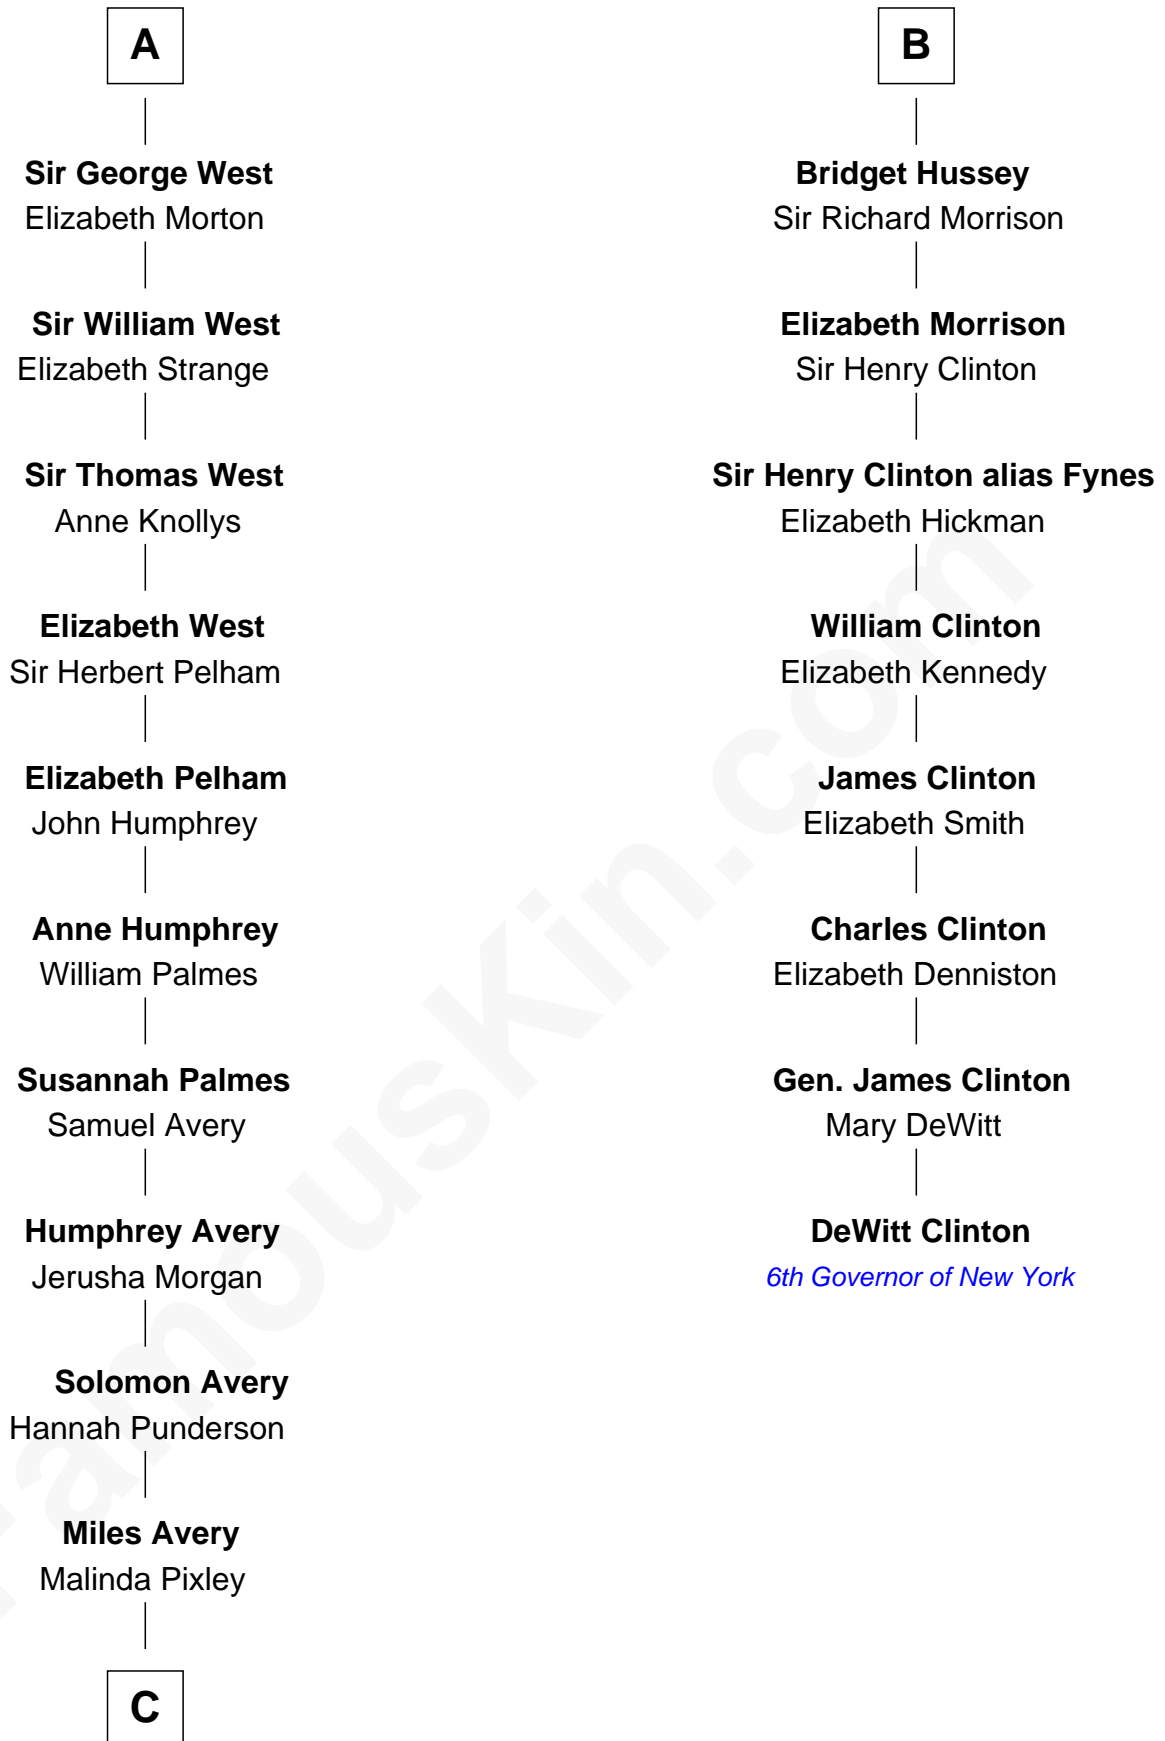 A
Sir George West
Elizabeth Morton
Sir William West
Elizabeth Strange
Sir Thomas West
Anne Knollys
Elizabeth West
Sir Herbert Pelham
Elizabeth Pelham
John Humphrey
Anne Humphrey
William Palmes
Susannah Palmes
Samuel Avery
Humphrey Avery
Jerusha Morgan
Solomon Avery
Hannah Punderson
Miles Avery
Malinda Pixley
C
B
Bridget Hussey
Sir Richard Morrison
Elizabeth Morrison
Sir Henry Clinton
Sir Henry Clinton alias Fynes
Elizabeth Hickman
William Clinton
Elizabeth Kennedy
James Clinton
Elizabeth Smith
Charles Clinton
Elizabeth Denniston
Gen. James Clinton
Mary DeWitt
DeWitt Clinton
6th Governor of New York
FamousKin.com